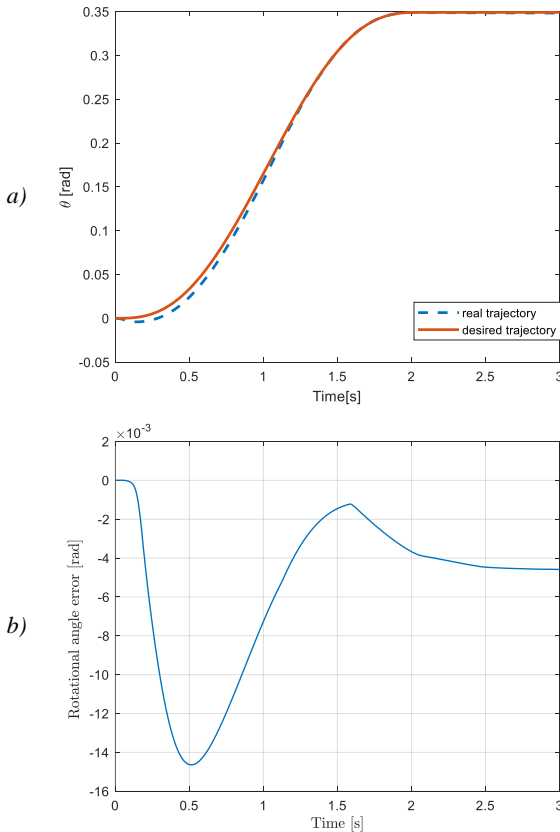 a)
θ [rad]
0.35
0.3
0.25
0.2
0.15
0.1
0.05
0
-0.05
real trajectory
desired trajectory
0 0.5 1 1.5 2 2.5 3
Time[s]
b)
Rotational angle error [rad]
×10-3
2
0
-2
-4
-6
-8
-10
-12
-14
-16
0 0.5 1 1.5 2 2.5 3
Time [s]